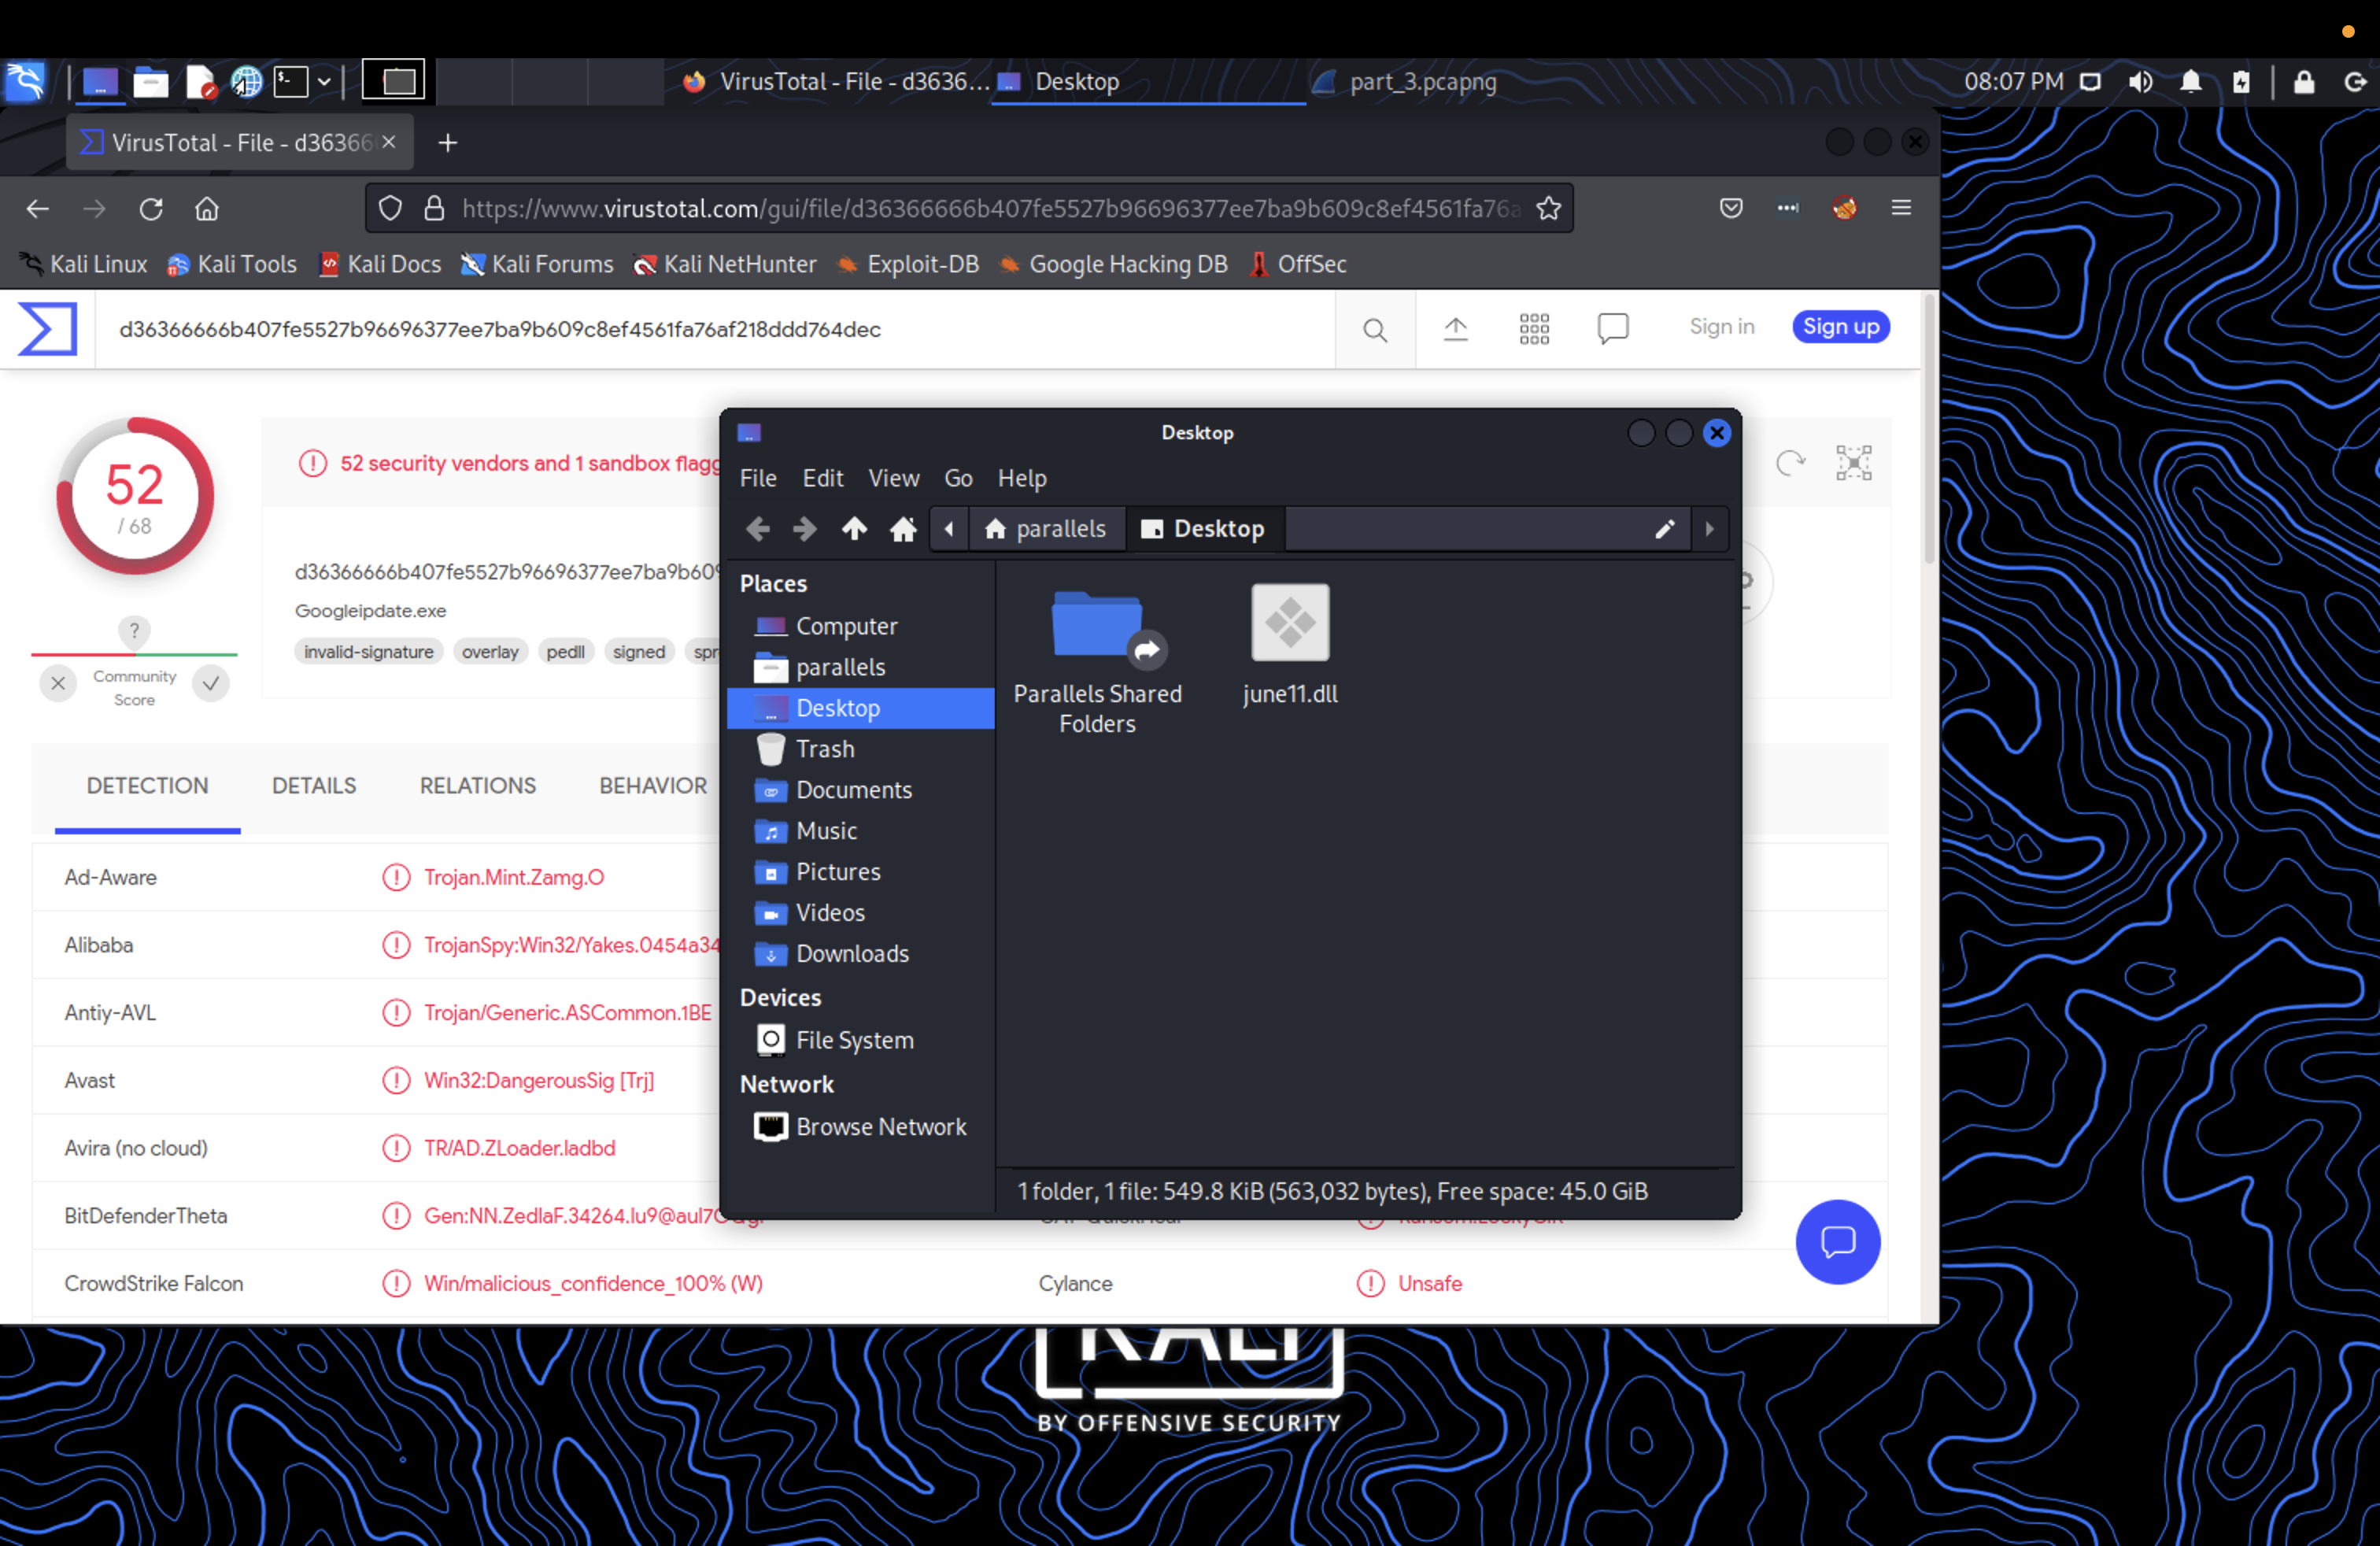 VirusTotal - File - d3636... Desktop part_3.pcapng 08:07 PM
VirusTotal - File - d36366
https://www.virustotal.com/gui/file/d36366666b407fe5527b96696377ee7ba9b609c8ef4561fa76a
Kali Linux Kali Tools Kali Docs Kali Forums Kali NetHunter Exploit-DB Google Hacking DB OffSec
d36366666b407fe5527b96696377ee7ba9b609c8ef4561fa76af218ddd764dec
Sign in Sign up
52
/ 68
?
Community
Score
52 security vendors and 1 sandbox flagg
d36366666b407fe5527b96696377ee7ba9b609
Googleipdate.exe
invalid-signature overlay pedll signed spr
DETECTION DETAILS RELATIONS BEHAVIOR
Ad-Aware Trojan.Mint.Zamg.O
Alibaba TrojanSpy:Win32/Yakes.0454a34
Antiy-AVL Trojan/Generic.ASCommon.1BE
Avast Win32:DangerousSig [Trj]
Avira (no cloud) TR/AD.ZLoader.ladbd
BitDefenderTheta
CrowdStrike Falcon Win/malicious_confidence_100% (W) Cylance Unsafe
Desktop
File Edit View Go Help
parallels Desktop
Places
Computer
parallels
Desktop
Trash
Documents
Music
Pictures
Videos
Downloads
Devices
File System
Network
Browse Network
Parallels Shared
Folders
june11.dll
1 folder, 1 file: 549.8 KiB (563,032 bytes), Free space: 45.0 GiB
KALI
BY OFFENSIVE SECURITY